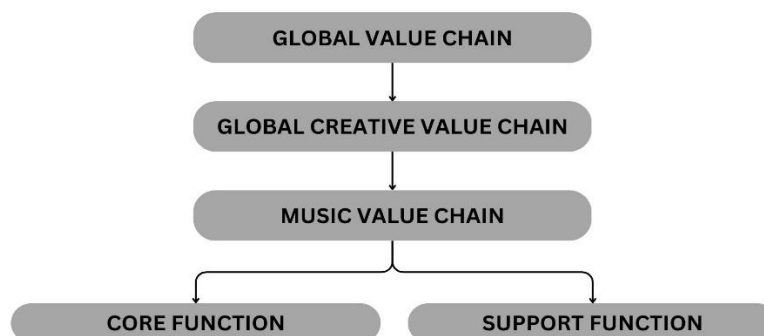 GLOBAL VALUE CHAIN
GLOBAL CREATIVE VALUE CHAIN
MUSIC VALUE CHAIN
CORE FUNCTION
SUPPORT FUNCTION